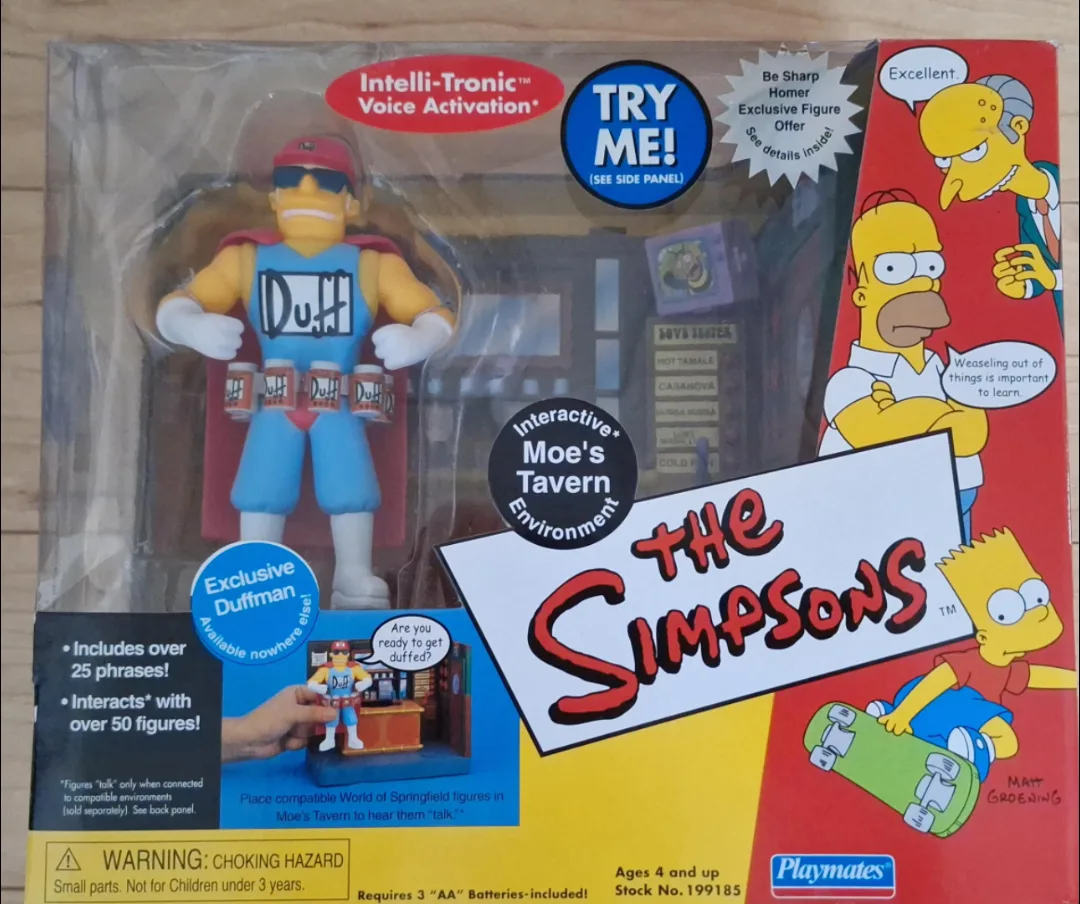 Intelli-Tronic™
Voice Activation*
TRY
ME!
(SEE SIDE PANEL)
Be Sharp
Homer
Exclusive Figure
Offer
See details inside!
Excellent.
Weaseling out of
things is important
to learn.
Duff
Duff
Duff
Duff
Duff
LOVE TESTER
HOT TAMALE
CASANOVA
COLD FISH
Interactive*
Moe's
Tavern
Environment
THE
SIMPSONS
TM
Exclusive
Duffman
Available nowhere else!
• Includes over
25 phrases!
• Interacts* with
over 50 figures!
*Figures "talk" only when connected
to compatible environments
(sold separately) See back panel.
Are you
ready to get
duffed?
Duff
Place compatible World of Springfield figures in
Moe's Tavern to hear them "talk."*
MATT
GROENING
WARNING: CHOKING HAZARD
Small parts. Not for Children under 3 years.
Requires 3 "AA" Batteries-included!
Ages 4 and up
Stock No. 199185
Playmates